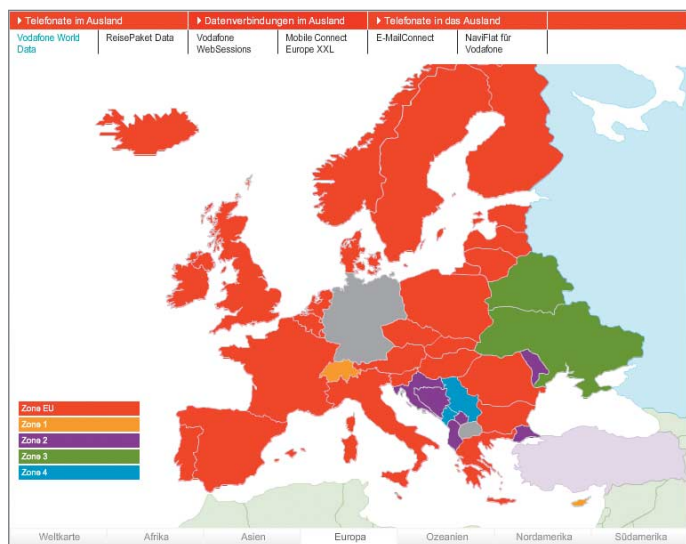 Telefonate im Ausland
Datenverbindungen im Ausland
Telefonate in das Ausland
Vodafone World
Data
ReisePaket Data
Vodafone
WebSessions
Mobile Connect
Europe XXL
E-MailConnect
NaviFlat für
Vodafone
Zone EU
Zone 1
Zone 2
Zone 3
Zone 4
Weltkarte
Afrika
Asien
Europa
Ozeanien
Nordamerika
Südamerika